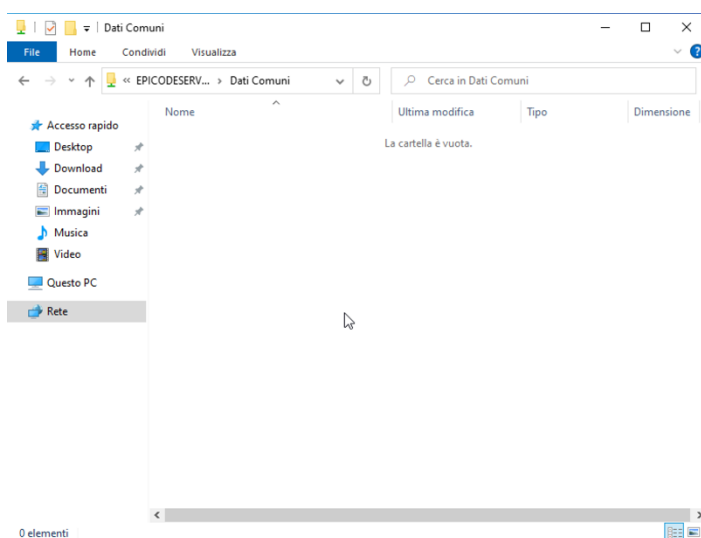 Dati Comuni
File Home Condividi Visualizza
« EPICODESERV... › Dati Comuni
Cerca in Dati Comuni
Nome Ultima modifica Tipo Dimensione
La cartella è vuota.
Accesso rapido
Desktop
Download
Documenti
Immagini
Musica
Video
Questo PC
Rete
0 elementi